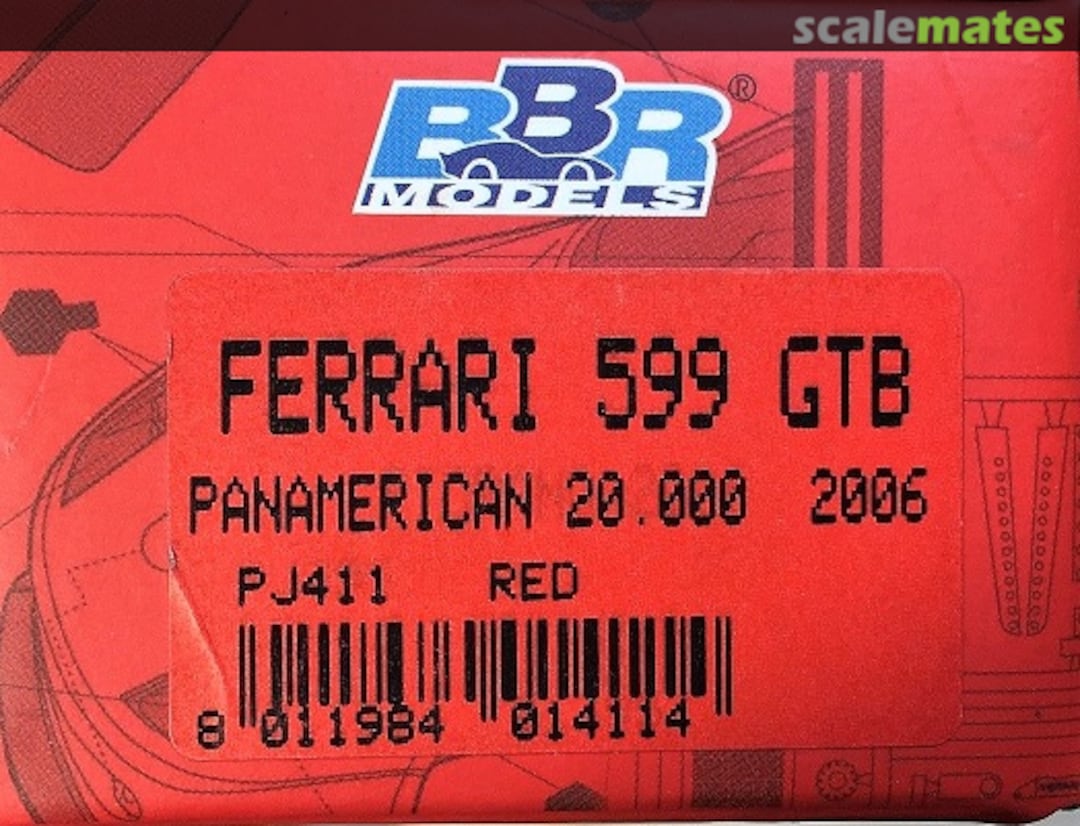 scalemates
BBR®
MODELS
FERRARI 599 GTB
PANAMERICAN 20.000 2006
PJ411 RED
8 011984 014114